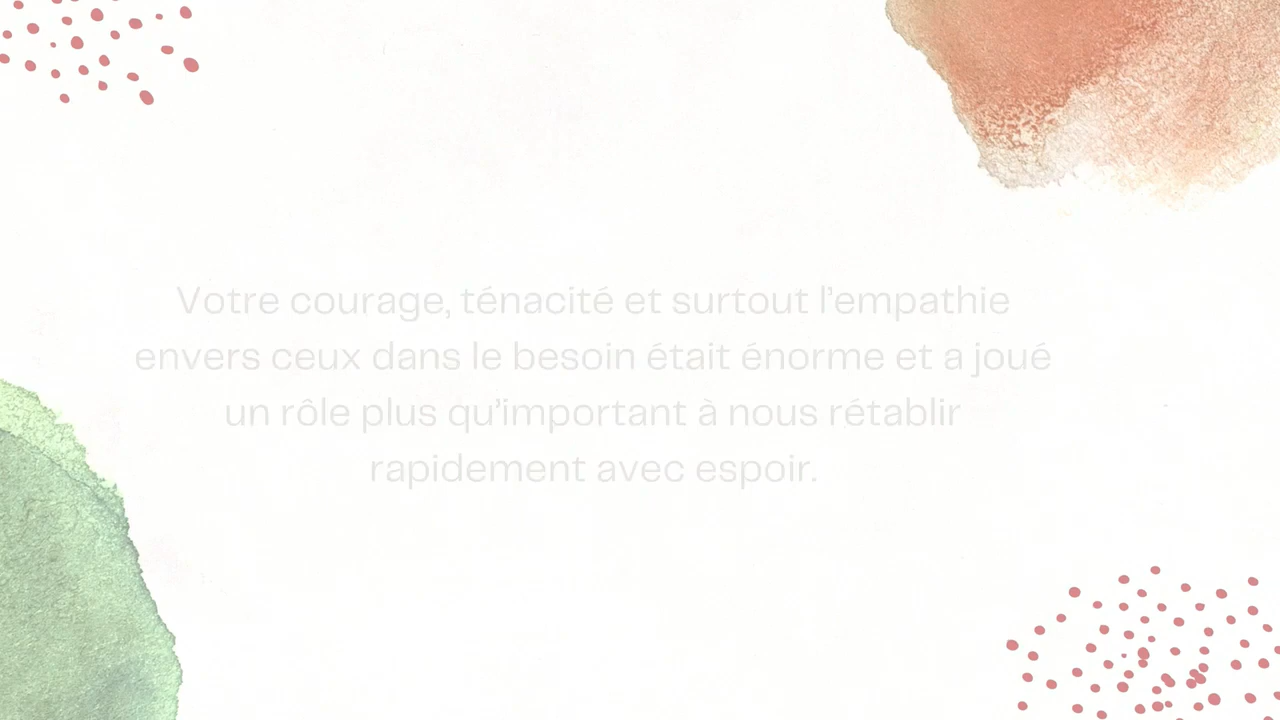 Votre courage, ténacité et surtout l'empathie
envers ceux dans le besoin était énorme et a joué
un rôle plus qu'important à nous rétablir
rapidement avec espoir.